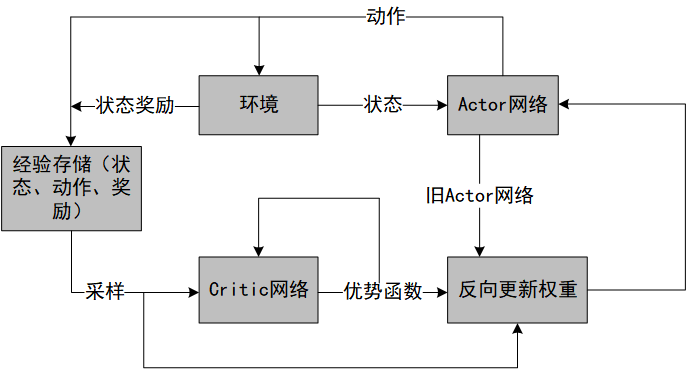 动作
状态奖励
环境
状态
Actor网络
经验存储（状
态、动作、奖
励）
旧Actor网络
采样
Critic网络
优势函数
反向更新权重